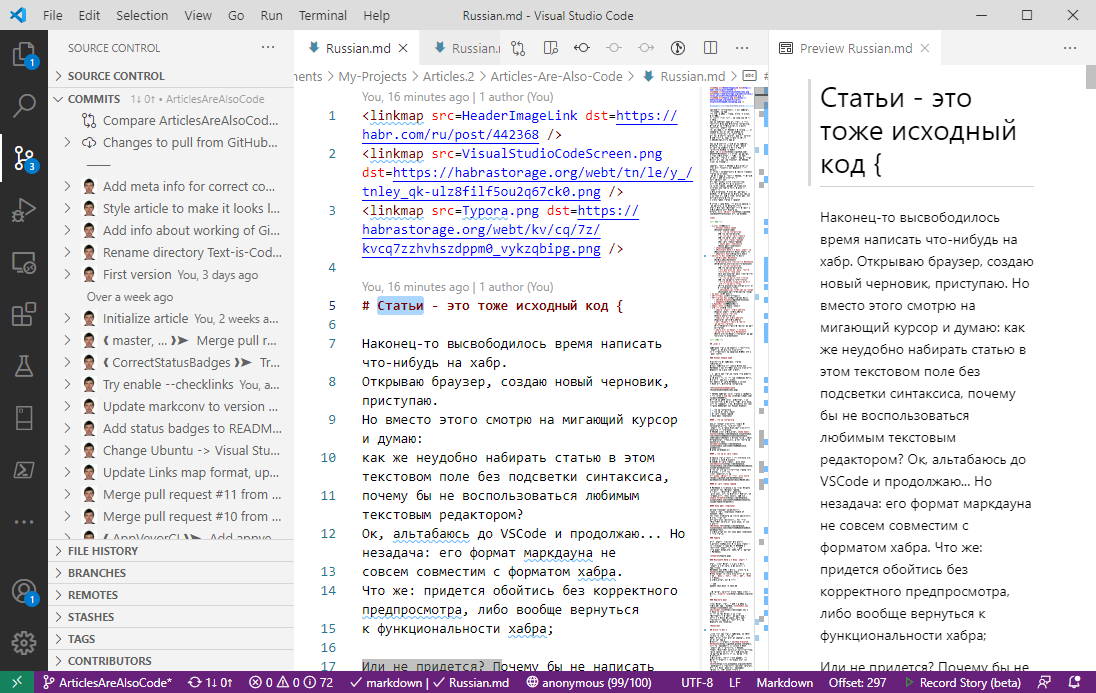 File Edit Selection View Go Run Terminal Help Russian.md - Visual Studio Code
SOURCE CONTROL ...
SOURCE CONTROL
COMMITS 1↓ 0↑ • ArticlesAreAlsoCode
Compare ArticlesAreAlsoCod...
Changes to pull from GitHub...
Add meta info for correct co...
Style article to make it looks l...
Add info about working of Gi...
Rename directory Text-is-Cod...
First version You, 3 days ago
Over a week ago
Initialize article You, 2 weeks a...
master, ... Merge pull r...
CorrectStatusBadges Tr...
Try enable --checklinks You, a...
Update markconv to version ...
Add status badges to READM...
Change Ubuntu -> Visual Stu...
Update Links map format, up...
Merge pull request #11 from ...
Merge pull request #10 from ...
FILE HISTORY
BRANCHES
REMOTES
STASHES
TAGS
CONTRIBUTORS
1
3
1
Russian.md Russian.
ments > My-Projects > Articles.2 > Articles-Are-Also-Code > Russian.md > #
You, 16 minutes ago | 1 author (You)
1 <linkmap src=HeaderImageLink dst=https://
habr.com/ru/post/442368 />
2 <linkmap src=VisualStudioCodeScreen.png
dst=https://habrastorage.org/webt/tn/le/y_/
tnley_qk-ulz8filf5ou2q67ck0.png />
3 <linkmap src=Typora.png dst=https://
habrastorage.org/webt/kv/cq/7z/
kvcq7zzhvhszdppm0_vykzqbipg.png />
4
You, 16 minutes ago | 1 author (You)
5 # Статьи - это тоже исходный код {
6
7 Наконец-то высвободилось время написать
что-нибудь на хабр.
8 Открываю браузер, создаю новый черновик,
приступаю.
9 Но вместо этого смотрю на мигающий курсор
и думаю:
10 как же неудобно набирать статью в этом
текстовом поле без подсветки синтаксиса,
11 почему бы не воспользоваться любимым
текстовым редактором?
12 Ок, альтабаюсь до VSCode и продолжаю... Но
незадача: его формат маркдауна не
13 совсем совместим с форматом хабра.
14 Что же: придется обойтись без корректного
предпросмотра, либо вообще вернуться
15 к функциональности хабра;
16
17 Или не придется? Почему бы не написать
Preview Russian.md
Статьи - это
тоже исходный
код {
Наконец-то высвободилось
время написать что-нибудь на
хабр. Открываю браузер, создаю
новый черновик, приступаю. Но
вместо этого смотрю на
мигающий курсор и думаю: как
же неудобно набирать статью в
этом текстовом поле без
подсветки синтаксиса, почему
бы не воспользоваться
любимым текстовым
редактором? Ок, альтабаюсь до
VSCode и продолжаю... Но
незадача: его формат маркдауна
не совсем совместим с
форматом хабра. Что же:
придется обойтись без
корректного предпросмотра,
либо вообще вернуться к
функциональности хабра;
Или не придется? Почему бы не
ArticlesAreAlsoCode* 1↓ 0↑ 0 0 72 markdown | Russian.md anonymous (99/100) UTF-8 LF Markdown Offset: 297 Record Story (beta)